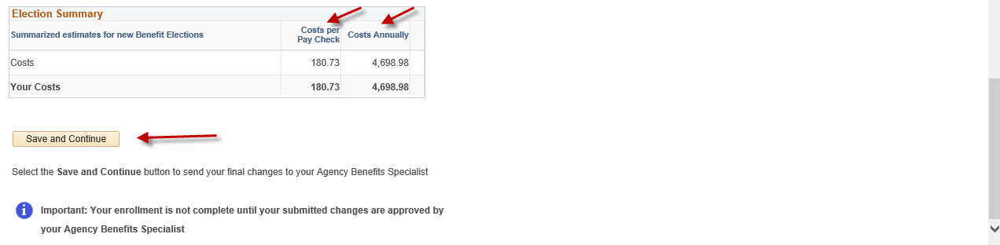 Election Summary
Summarized estimates for new Benefit Elections Costs per Pay Check Costs Annually
Costs 180.73 4,698.98
Your Costs 180.73 4,698.98
Save and Continue
Select the Save and Continue button to send your final changes to your Agency Benefits Specialist
i
Important: Your enrollment is not complete until your submitted changes are approved by
your Agency Benefits Specialist